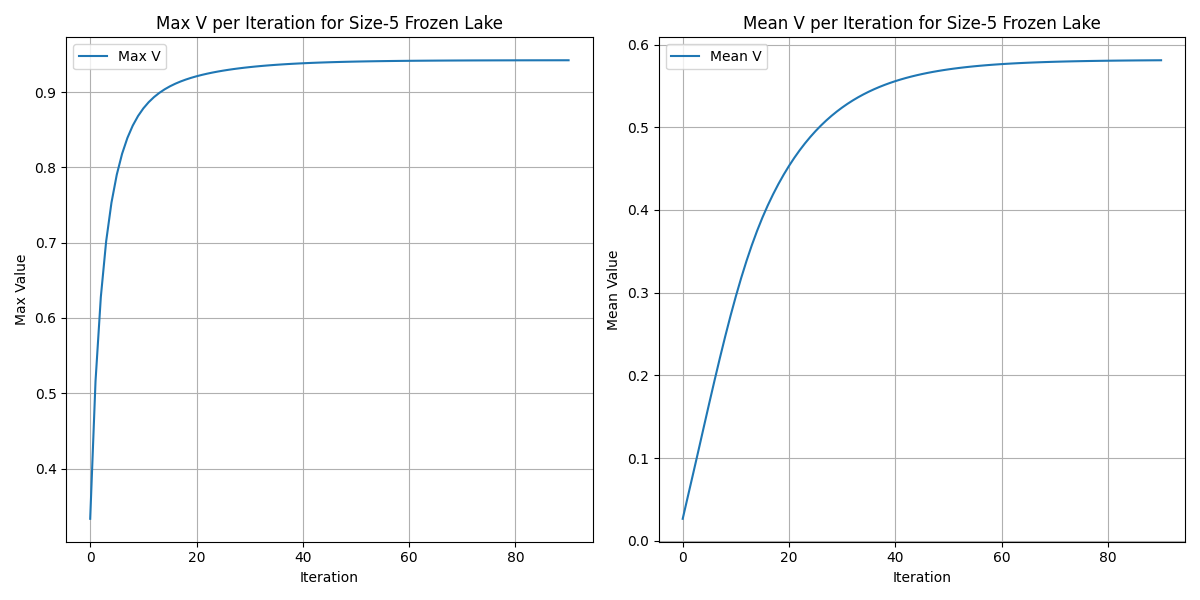 Max V per Iteration for Size-5 Frozen Lake
Max V
Max Value
0.9
0.8
0.7
0.6
0.5
0.4
0 20 40 60 80
Iteration
Mean V per Iteration for Size-5 Frozen Lake
Mean V
Mean Value
0.6
0.5
0.4
0.3
0.2
0.1
0.0
0 20 40 60 80
Iteration